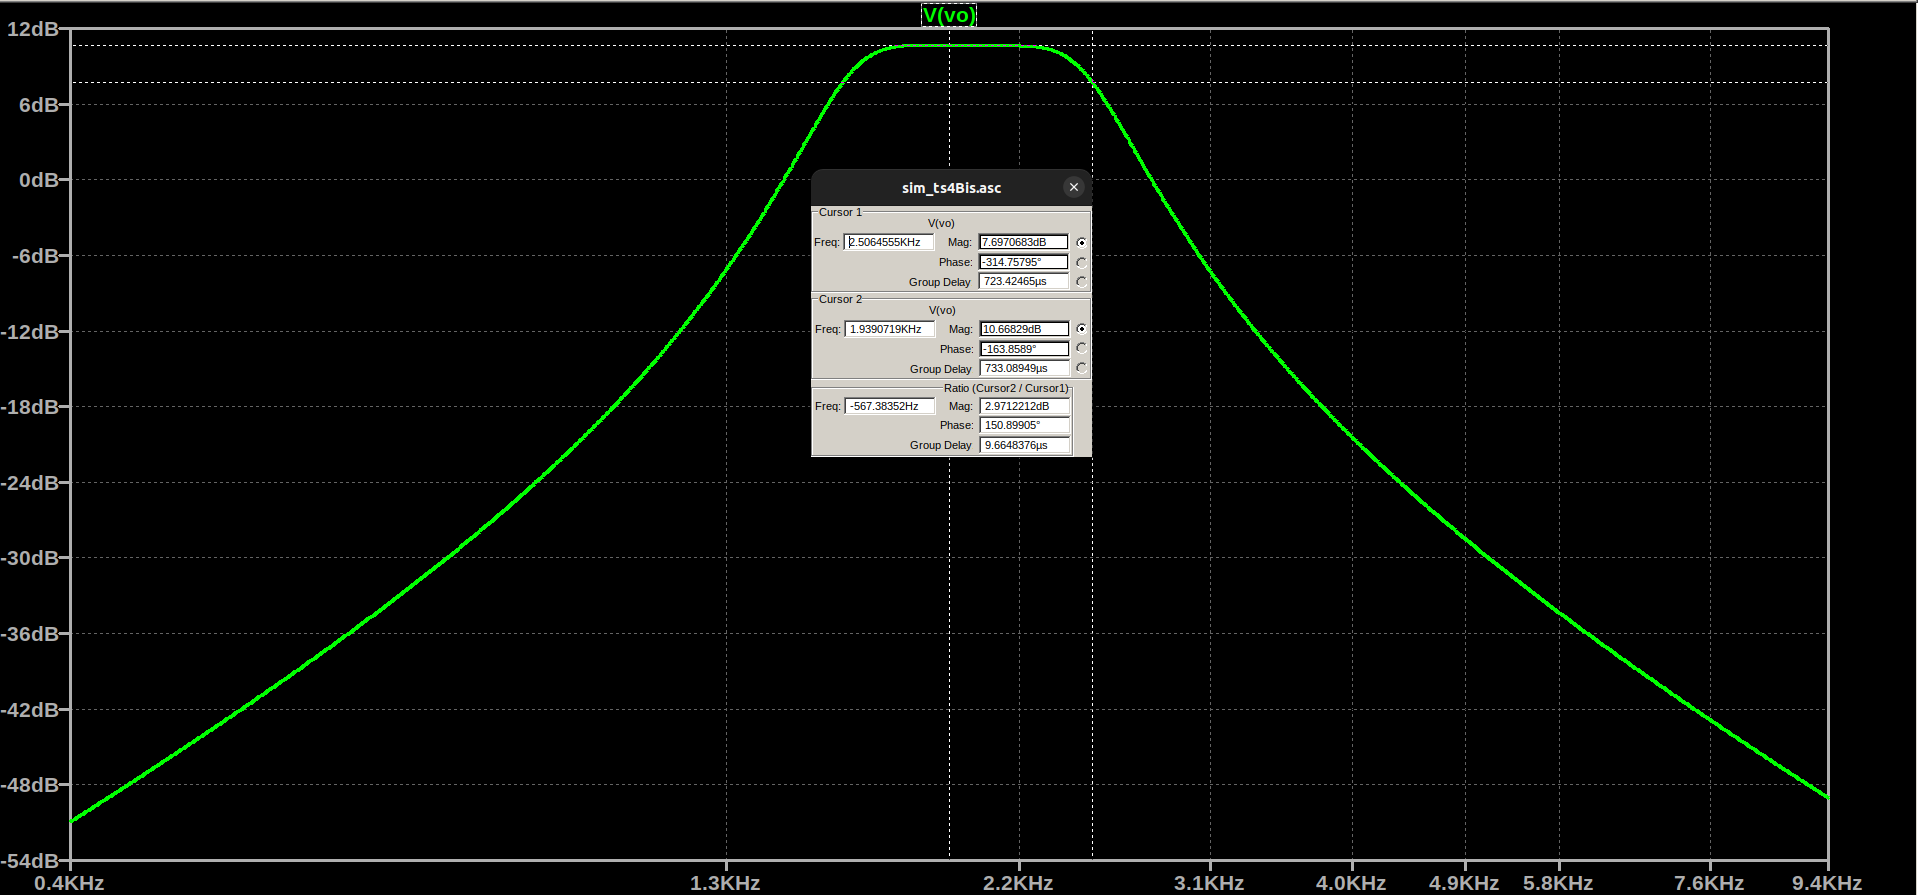 V(vo)
12dB
6dB
0dB
-6dB
-12dB
-18dB
-24dB
-30dB
-36dB
-42dB
-48dB
-54dB
sim_ts4Bis.asc
Cursor 1
V(vo)
Freq: 2.5064555KHz Mag: 7.6970683dB
Phase: -314.75795°
Group Delay 723.42465µs
Cursor 2
V(vo)
Freq: 1.9390719KHz Mag: 10.66829dB
Phase: -163.8589°
Group Delay 733.08949µs
Ratio (Cursor2 / Cursor1)
Freq: -567.38352Hz Mag: 2.9712212dB
Phase: 150.89905°
Group Delay 9.6648376µs
0.4KHz 1.3KHz 2.2KHz 3.1KHz 4.0KHz 4.9KHz 5.8KHz 7.6KHz 9.4KHz